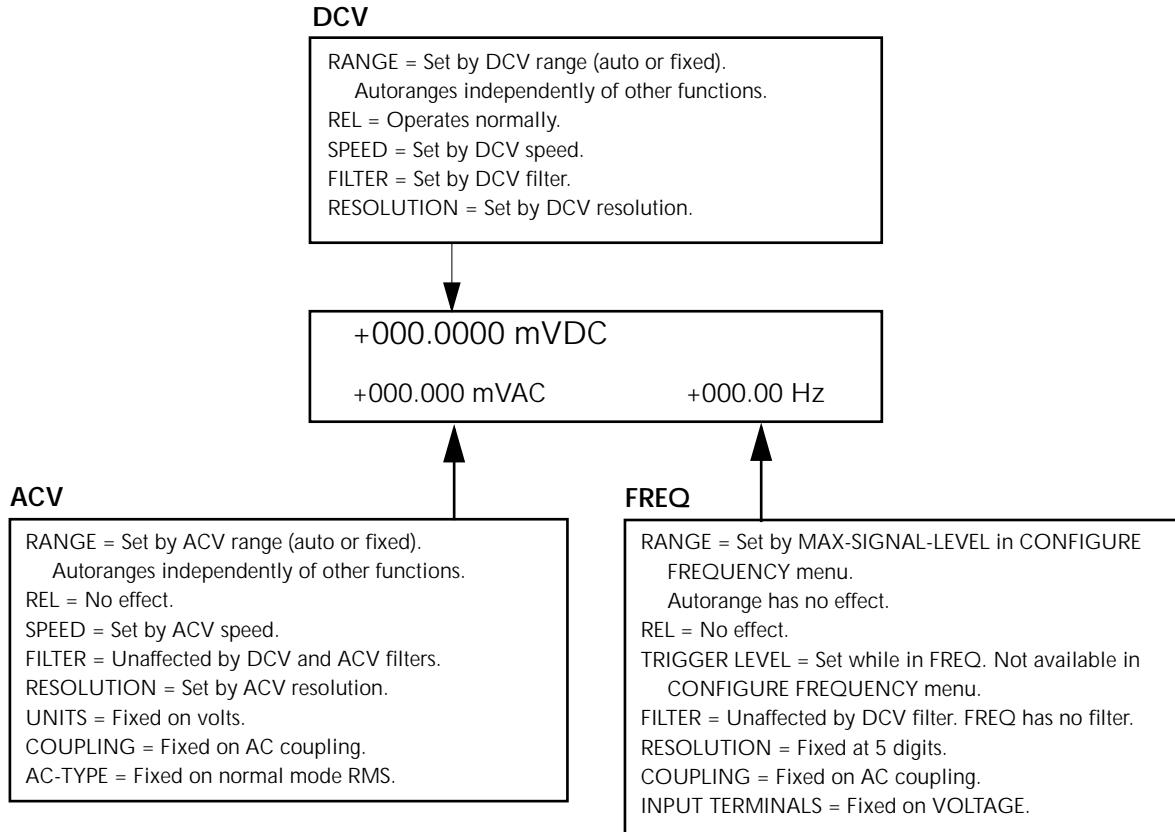 DCV
RANGE = Set by DCV range (auto or fixed).
Autoranges independently of other functions.
REL = Operates normally.
SPEED = Set by DCV speed.
FILTER = Set by DCV filter.
RESOLUTION = Set by DCV resolution.
+000.0000 mVDC
+000.000 mVAC +000.00 Hz
ACV
RANGE = Set by ACV range (auto or fixed).
Autoranges independently of other functions.
REL = No effect.
SPEED = Set by ACV speed.
FILTER = Unaffected by DCV and ACV filters.
RESOLUTION = Set by ACV resolution.
UNITS = Fixed on volts.
COUPLING = Fixed on AC coupling.
AC-TYPE = Fixed on normal mode RMS.
FREQ
RANGE = Set by MAX-SIGNAL-LEVEL in CONFIGURE
FREQUENCY menu.
Autorange has no effect.
REL = No effect.
TRIGGER LEVEL = Set while in FREQ. Not available in
CONFIGURE FREQUENCY menu.
FILTER = Unaffected by DCV filter. FREQ has no filter.
RESOLUTION = Fixed at 5 digits.
COUPLING = Fixed on AC coupling.
INPUT TERMINALS = Fixed on VOLTAGE.